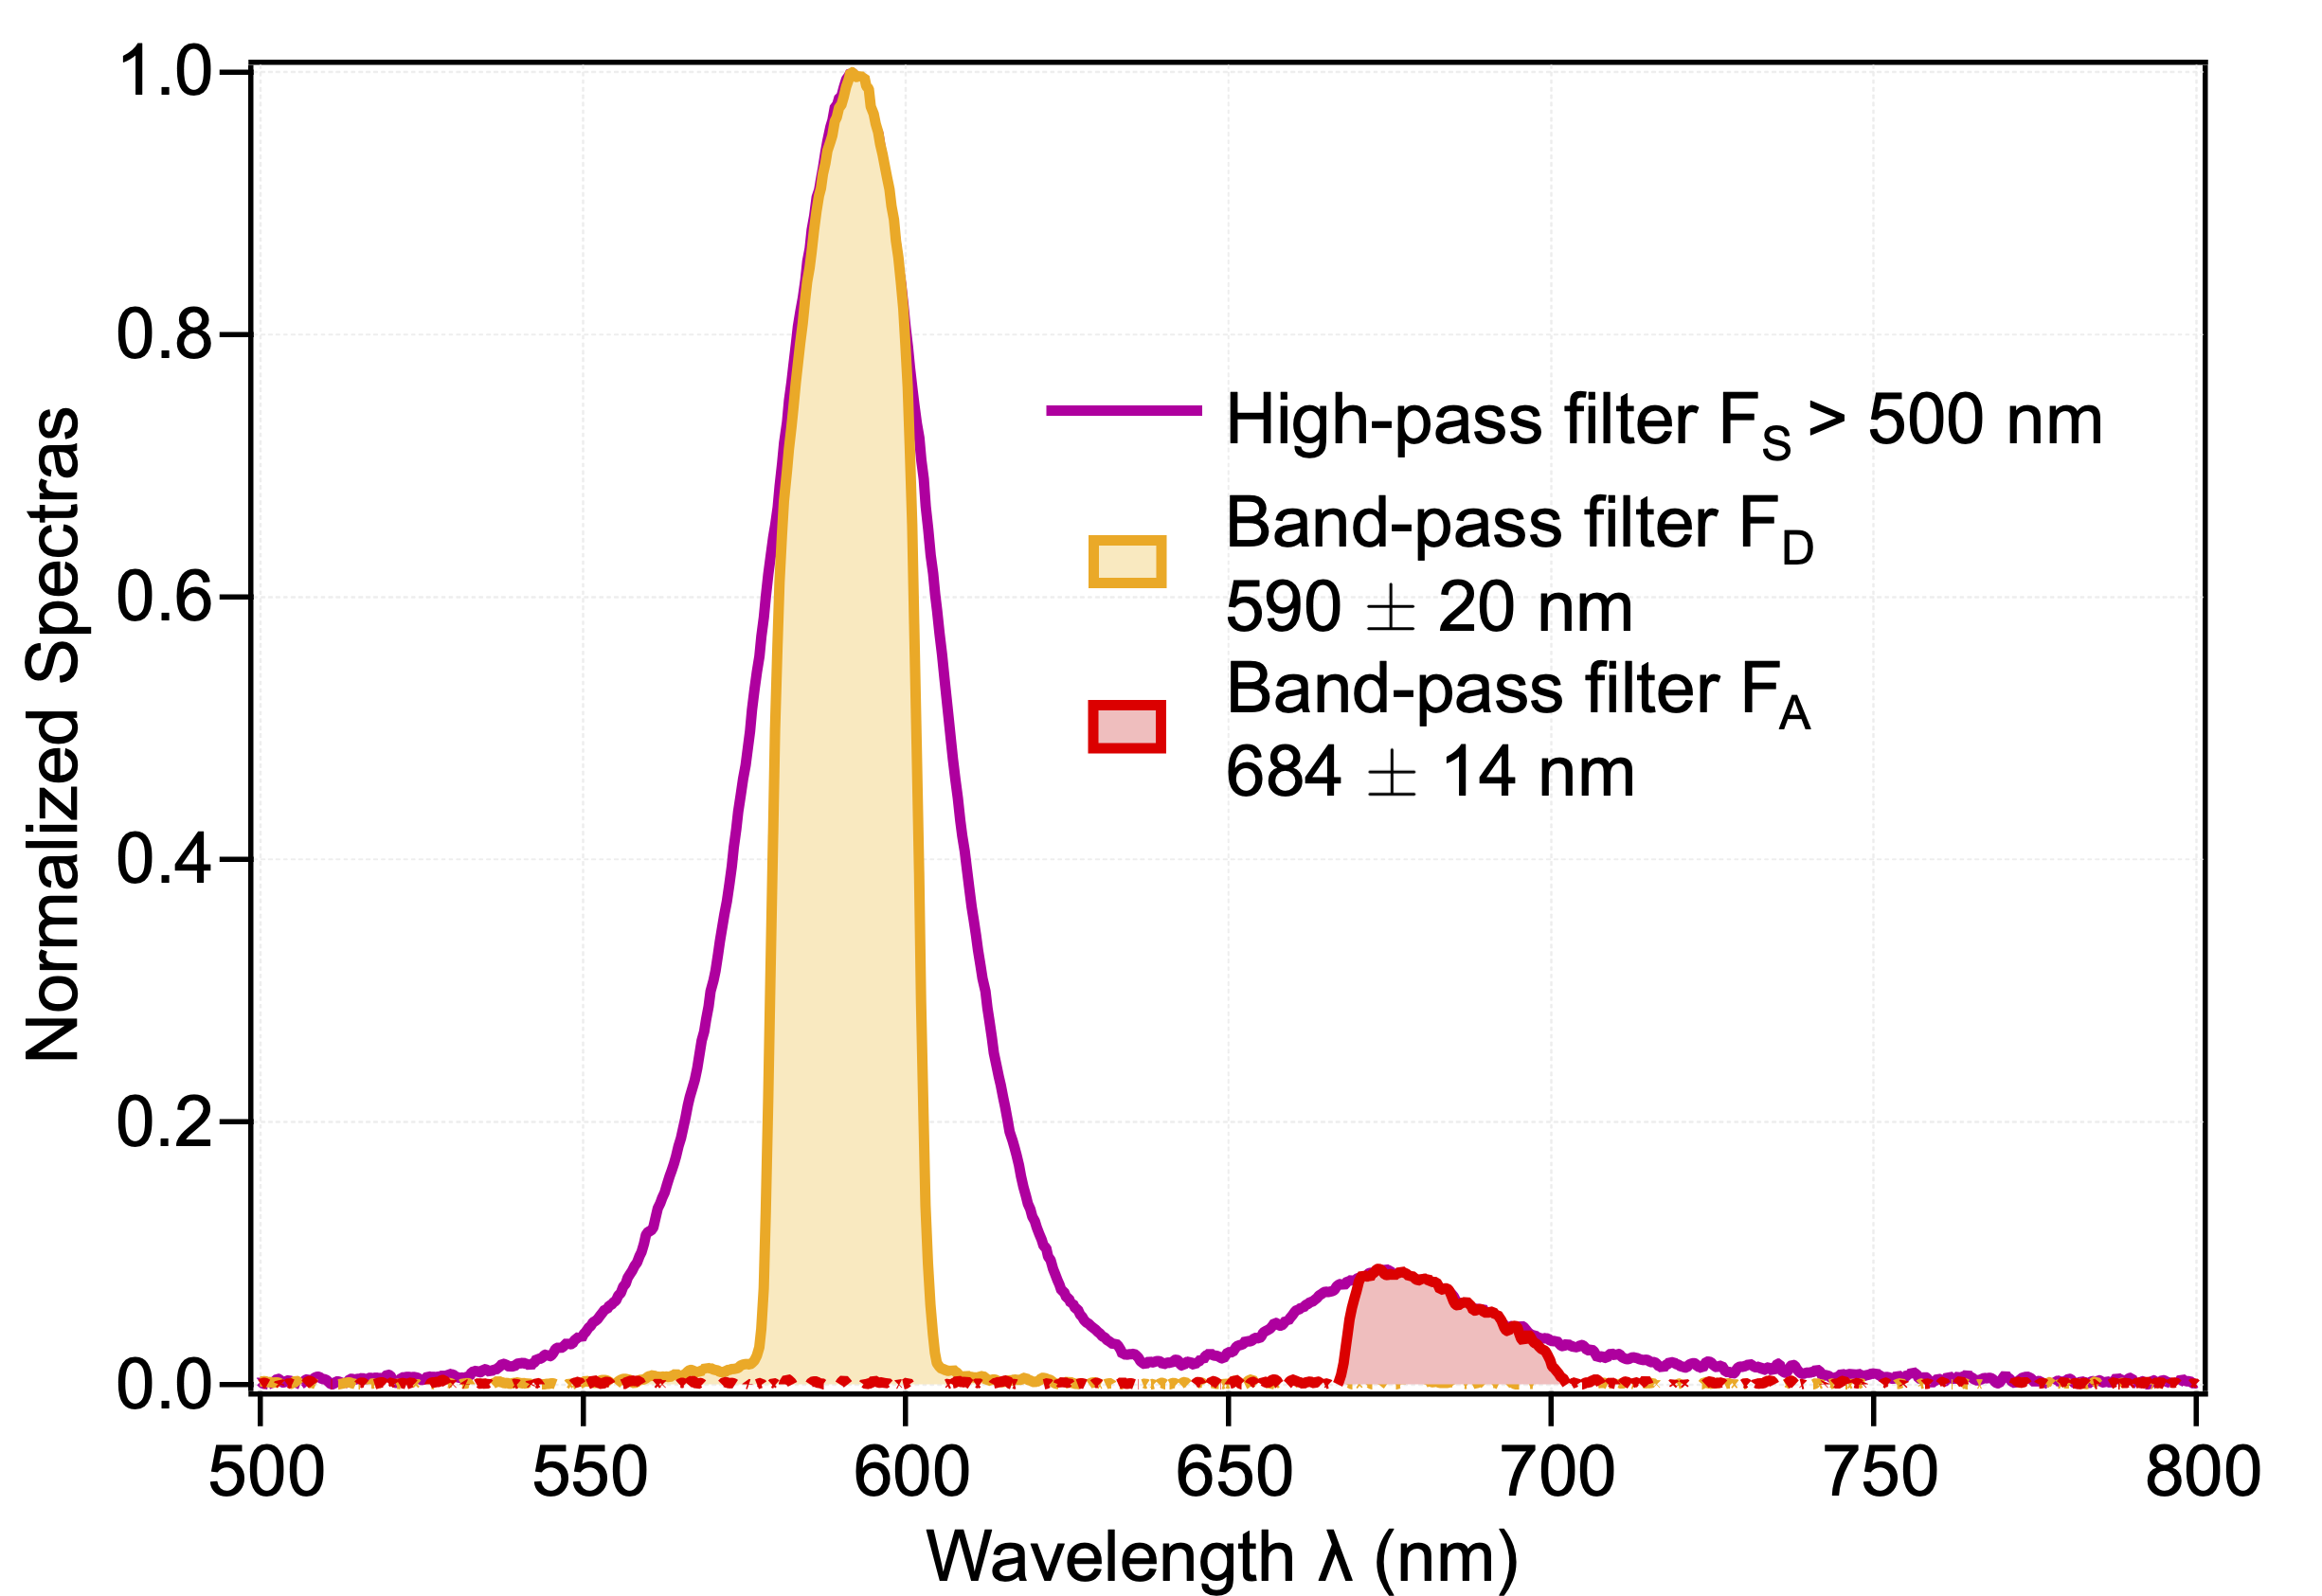 1.0
0.8
0.6
0.4
0.2
0.0
Normalized Spectras
High-pass filter F_S > 500 nm
Band-pass filter F_D
590 ± 20 nm
Band-pass filter F_A
684 ± 14 nm
500 550 600 650 700 750 800
Wavelength λ (nm)